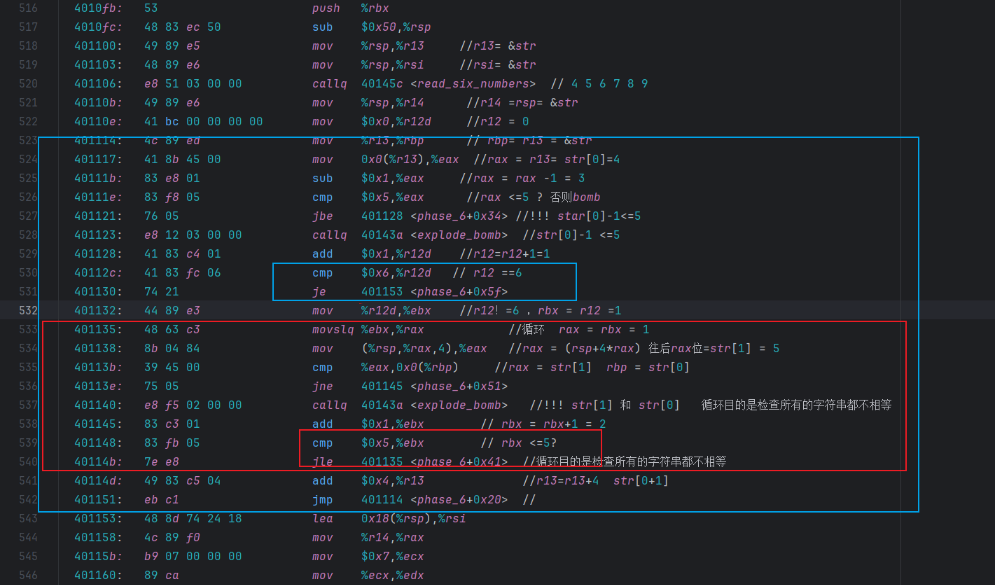 516 4010fb: 53 push %rbx
517 4010fc: 48 83 ec 50 sub $0x50,%rsp
518 401100: 49 89 e5 mov %rsp,%r13 //r13= &str
519 401103: 48 89 e6 mov %rsp,%rsi //rsi= &str
520 401106: e8 51 03 00 00 callq 40145c <read_six_numbers> // 4 5 6 7 8 9
521 40110b: 49 89 e6 mov %rsp,%r14 //r14 =rsp= &str
522 40110e: 41 bc 00 00 00 00 mov $0x0,%r12d //r12 = 0
523 401114: 4c 89 ed mov %r13,%rbp // rbp= r13 = &str
524 401117: 41 8b 45 00 mov 0x0(%r13),%eax //rax = r13= str[0]=4
525 40111b: 83 e8 01 sub $0x1,%eax //rax = rax -1 = 3
526 40111e: 83 f8 05 cmp $0x5,%eax //rax <=5 ? 否则bomb
527 401121: 76 05 jbe 401128 <phase_6+0x34> //!!! star[0]-1<=5
528 401123: e8 12 03 00 00 callq 40143a <explode_bomb> //str[0]-1 <=5
529 401128: 41 83 c4 01 add $0x1,%r12d //r12=r12+1=1
530 40112c: 41 83 fc 06 cmp $0x6,%r12d // r12 ==6
531 401130: 74 21 je 401153 <phase_6+0x5f>
532 401132: 44 89 e3 mov %r12d,%ebx //r12! =6 , rbx = r12 =1
533 401135: 48 63 c3 movslq %ebx,%rax //循环 rax = rbx = 1
534 401138: 8b 04 84 mov (%rsp,%rax,4),%eax //rax = (rsp+4*rax) 往后rax位=str[1] = 5
535 40113b: 39 45 00 cmp %eax,0x0(%rbp) //rax = str[1] rbp = str[0]
536 40113e: 75 05 jne 401145 <phase_6+0x51>
537 401140: e8 f5 02 00 00 callq 40143a <explode_bomb> //!!! str[1] 和 str[0] 循环目的是检查所有的字符串都不相等
538 401145: 83 c3 01 add $0x1,%ebx // rbx = rbx+1 = 2
539 401148: 83 fb 05 cmp $0x5,%ebx // rbx <=5?
540 40114b: 7e e8 jle 401135 <phase_6+0x41> //循环目的是检查所有的字符串都不相等
541 40114d: 49 83 c5 04 add $0x4,%r13 //r13=r13+4 str[0+1]
542 401151: eb c1 jmp 401114 <phase_6+0x20> //
543 401153: 48 8d 74 24 18 lea 0x18(%rsp),%rsi
544 401158: 4c 89 f0 mov %r14,%rax
545 40115b: b9 07 00 00 00 mov $0x7,%ecx
546 401160: 89 ca mov %ecx,%edx